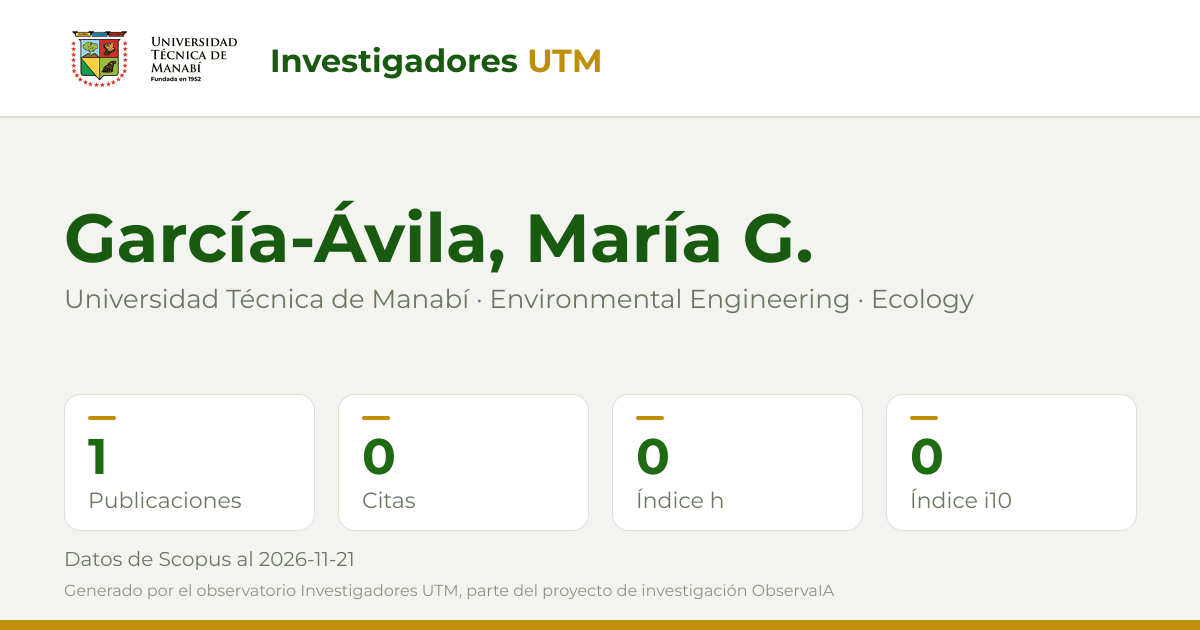 UNIVERSIDAD
TÉCNICA DE
MANABÍ
Fundada en 1952
Investigadores UTM
García-Ávila, María G.
Universidad Técnica de Manabí · Environmental Engineering · Ecology
1
Publicaciones
0
Citas
0
Índice h
0
Índice i10
Datos de Scopus al 2026-11-21
Generado por el observatorio Investigadores UTM, parte del proyecto de investigación ObservaIA